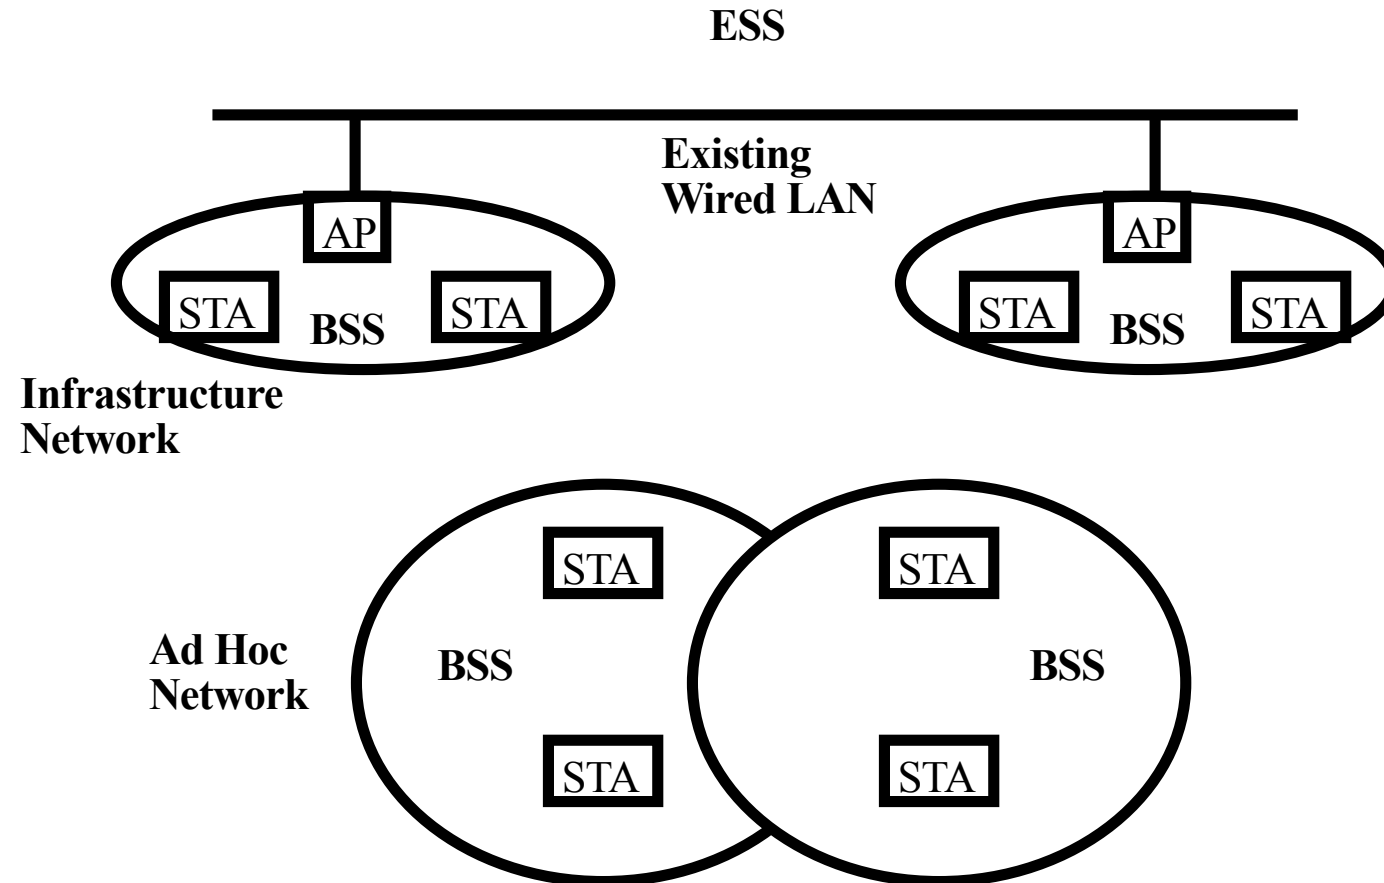 ESS
Existing
Wired LAN
AP
AP
STA
BSS
STA
STA
BSS
STA
Infrastructure
Network
STA
STA
Ad Hoc
Network
BSS
BSS
STA
STA